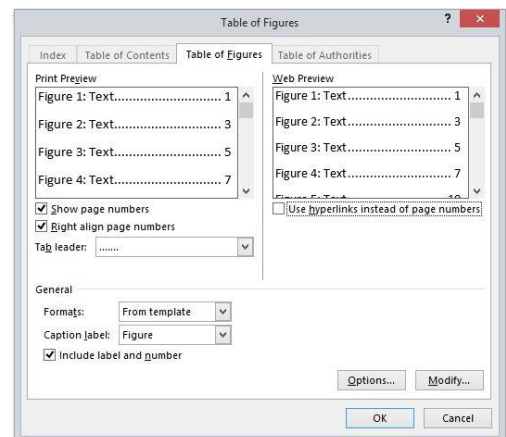 Table of Figures
? ×
Index Table of Contents Table of Figures Table of Authorities
Print Preview
Figure 1: Text............................ 1
Figure 2: Text............................ 3
Figure 3: Text............................ 5
Figure 4: Text............................ 7
Show page numbers
Right align page numbers
Tab leader: .......
Web Preview
Figure 1: Text........................... 1
Figure 2: Text........................... 3
Figure 3: Text........................... 5
Figure 4: Text........................... 7
Use hyperlinks instead of page numbers
General
Formats: From template
Caption label: Figure
Include label and number
Options... Modify...
OK Cancel